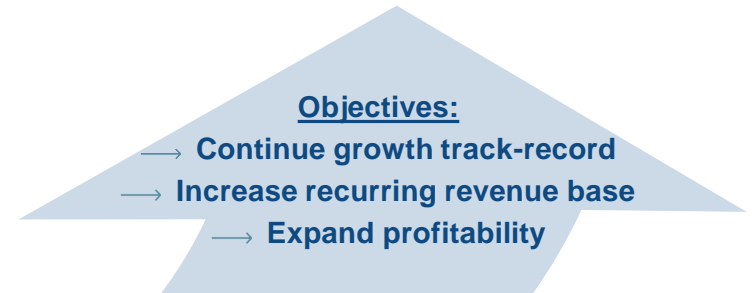 Objectives:
→ Continue growth track-record
→ Increase recurring revenue base
→ Expand profitability